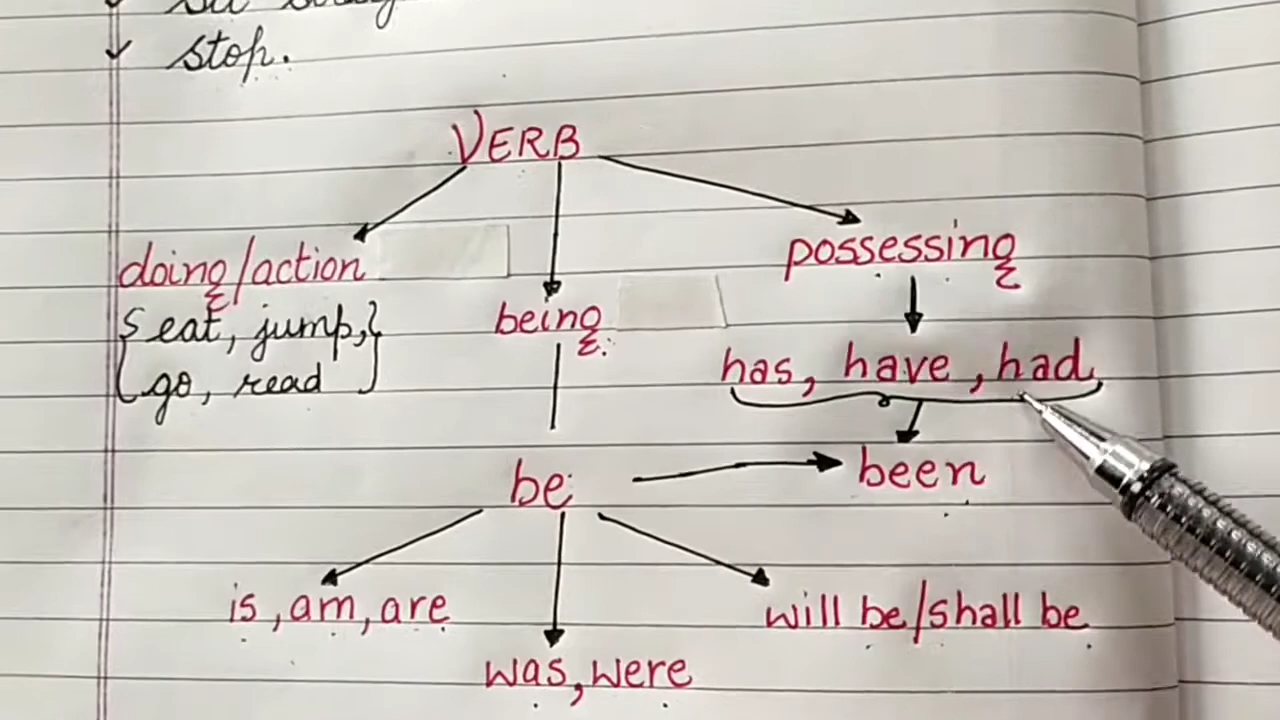 stop.
VERB
doing/action
being
possessing
{eat, jump,}
{go, read}
has, have, had
be
been
is, am, are
was, were
will be/shall be